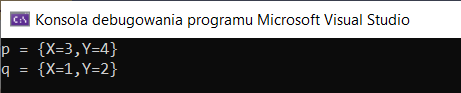 C:\ Konsola debugowania programu Microsoft Visual Studio
p = {X=3,Y=4}
q = {X=1,Y=2}